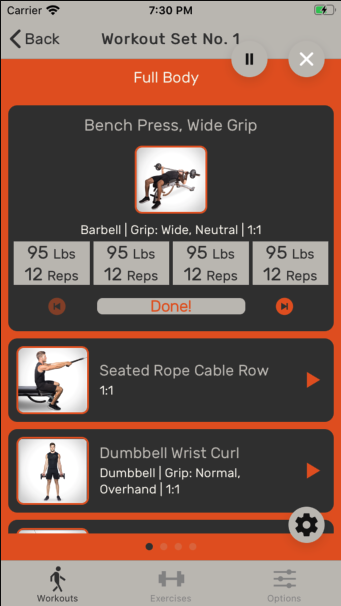 Carrier 7:30 PM
Back Workout Set No. 1
Full Body
Bench Press, Wide Grip
Barbell | Grip: Wide, Neutral | 1:1
95 Lbs 95 Lbs 95 Lbs 95 Lbs
12 Reps 12 Reps 12 Reps 12 Reps
Done!
Seated Rope Cable Row
1:1
Dumbbell Wrist Curl
Dumbbell | Grip: Normal,
Overhand | 1:1
Workouts Exercises Options